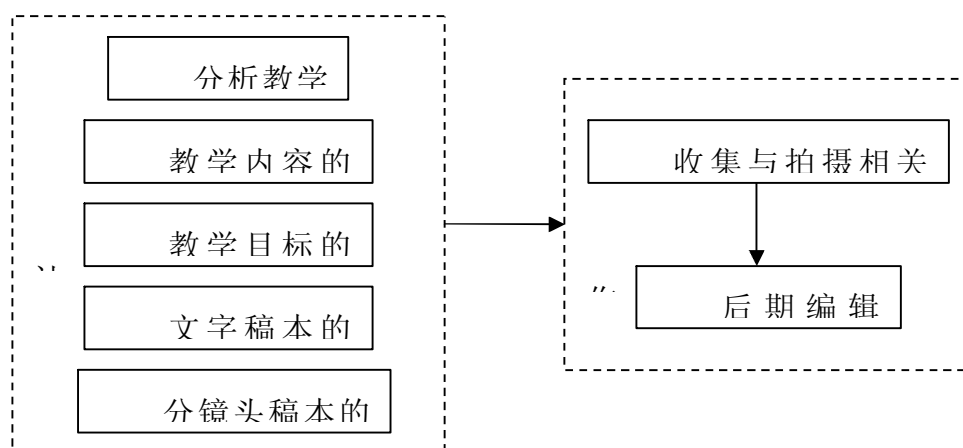 分析教学
教学内容的
教学目标的
文字稿本的
分镜头稿本的
收集与拍摄相关
后期编辑